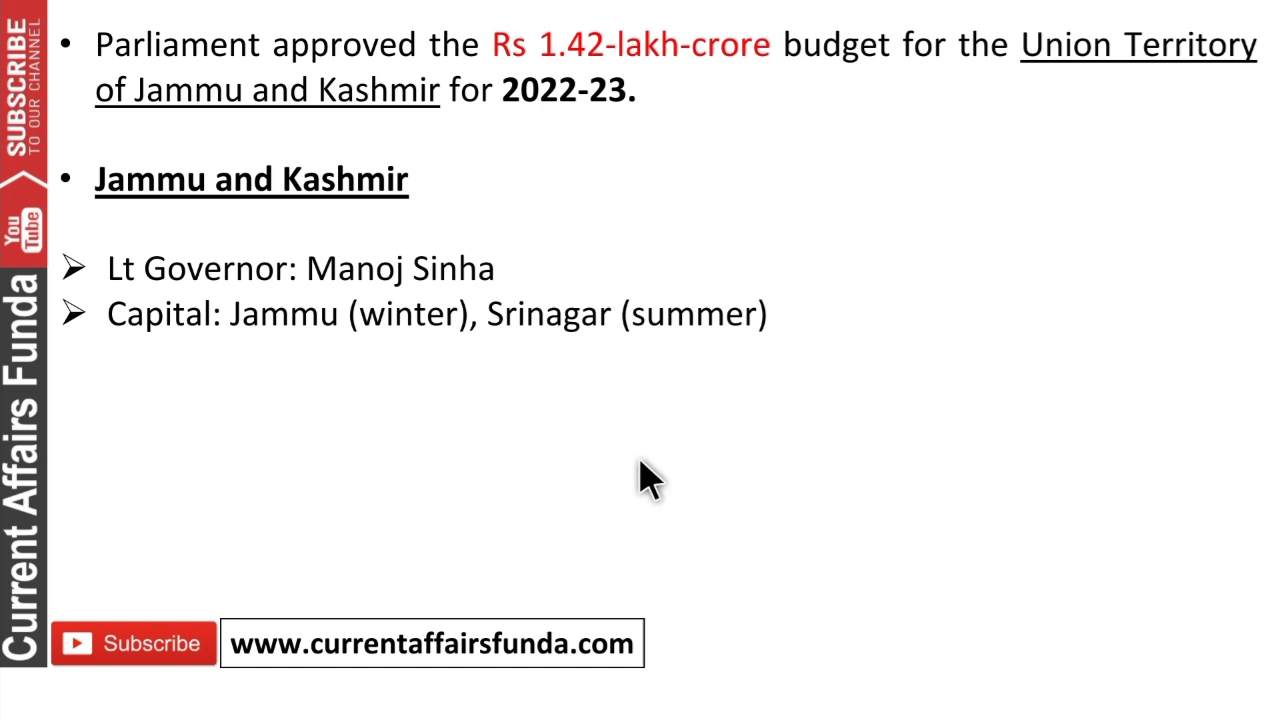 • Parliament approved the Rs 1.42-lakh-crore budget for the Union Territory
of Jammu and Kashmir for 2022-23.
• Jammu and Kashmir
➢ Lt Governor: Manoj Sinha
➢ Capital: Jammu (winter), Srinagar (summer)
SUBSCRIBE
TO OUR CHANNEL
You
Tube
Current Affairs Funda
Subscribe
www.currentaffairsfunda.com